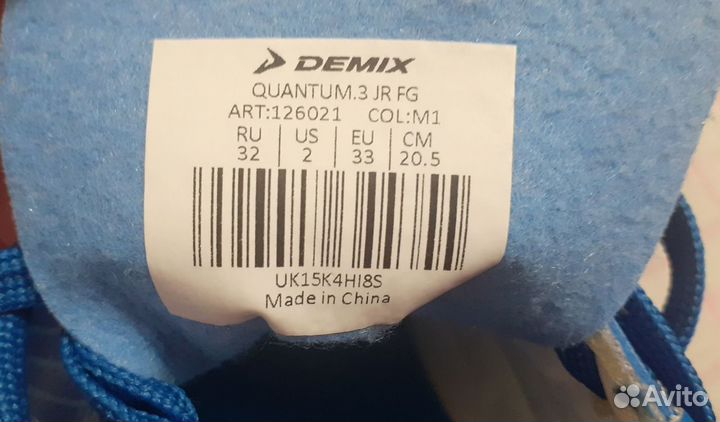 DEMIX
QUANTUM.3 JR FG
ART:126021 COL:M1
RU US EU CM
32 2 33 20.5
UK15K4HI8S
Made in China
Avito